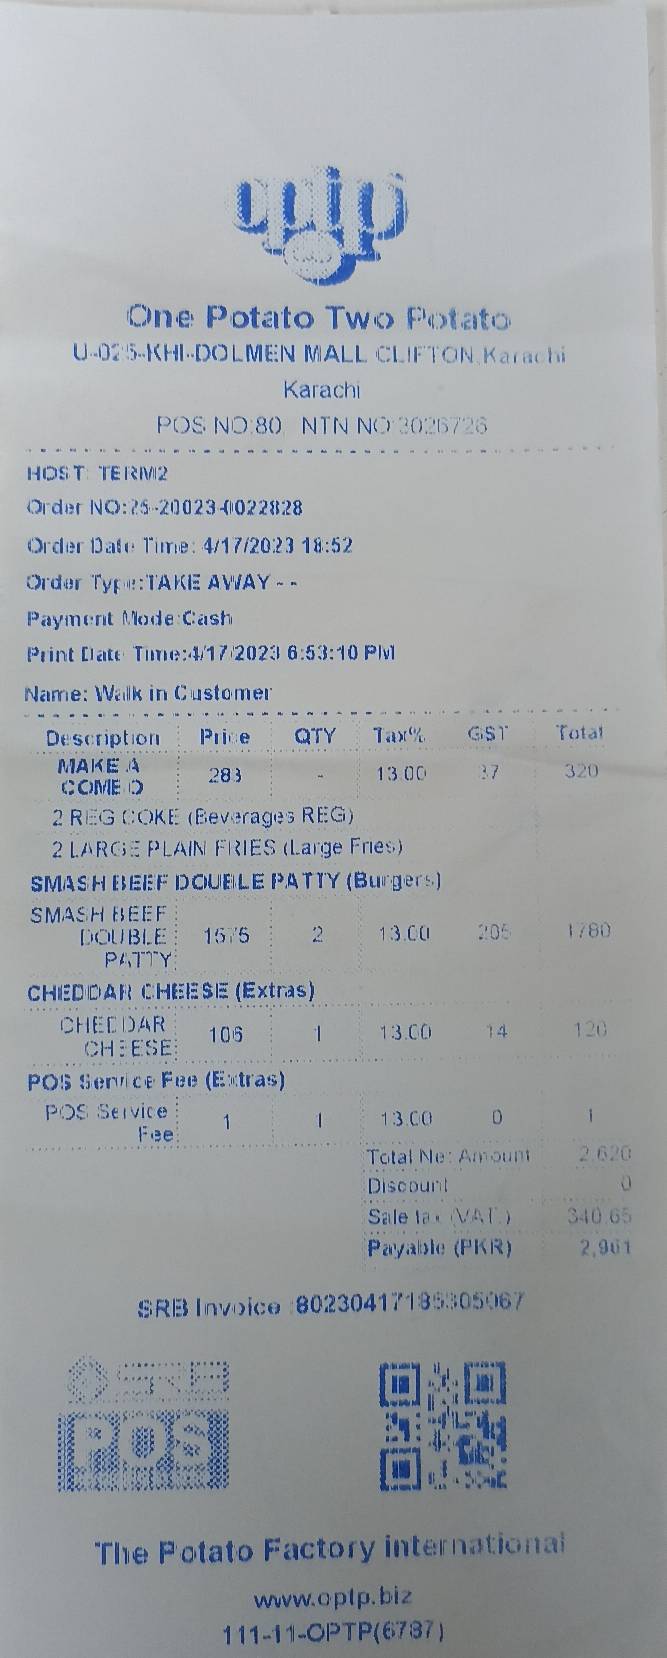 optp
One Potato Two Potato
U-025-KHI-DOLMEN MALL CLIFTON,Karachi
Karachi
POS NO:80 NTN NO:3026726
HOST: TERM2
Order NO:25-20023-0022828
Order Date Time: 4/17/2023 18:52
Order Type:TAKE AWAY - -
Payment Mode:Cash
Print Date Time:4/17/2023 6:53:10 PM
Name: Walk in Customer
Description Price QTY Tax% GST Total
MAKE A COMBO 283 - 13.00 37 320
2 REG COKE (Beverages REG)
2 LARGE PLAIN FRIES (Large Fries)
SMASH BEEF DOUBLE PATTY (Burgers)
SMASH BEEF DOUBLE PATTY 1575 2 13.00 205 1780
CHEDDAR CHEESE (Extras)
CHEDDAR CHEESE 106 1 13.00 14 120
POS Service Fee (Extras)
POS Service Fee 1 1 13.00 0 1
Total Net Amount 2,620
Discount 0
Sale tax (VAT) 340.65
Payable (PKR) 2,961
SRB Invoice :80230417185305067
SRB
POS
The Potato Factory international
www.optp.biz
111-11-OPTP(6787)